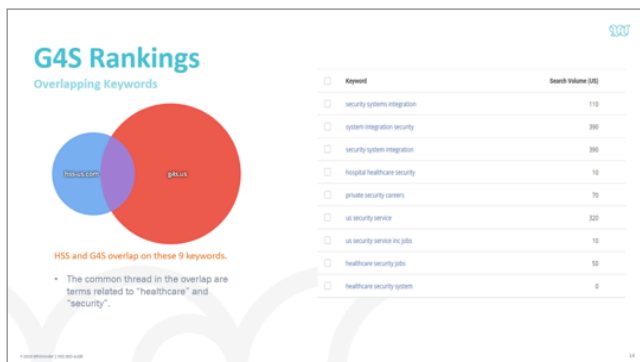 G4S Rankings
Overlapping Keywords
hss-us.com
g4s.us
HSS and G4S overlap on these 9 keywords.
• The common thread in the overlap are
terms related to "healthcare" and
"security".
Keyword Search Volume (US)
security systems integration 110
system integration security 390
security system integration 390
hospital healthcare security 10
private security careers 70
us security service 320
us security service inc jobs 10
healthcare security jobs 50
healthcare security system 0